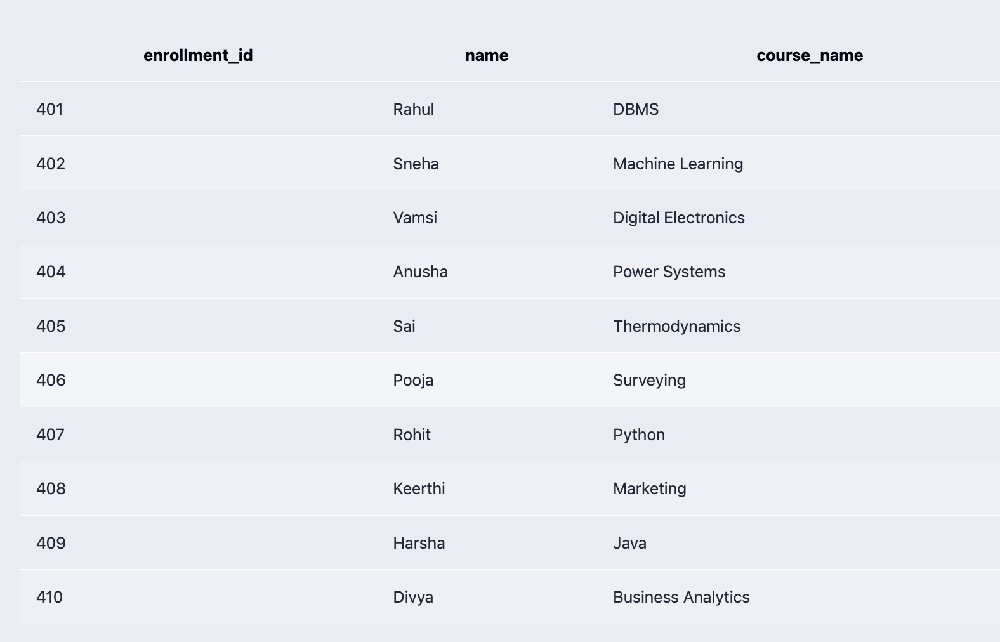 enrollment_id name course_name
401 Rahul DBMS
402 Sneha Machine Learning
403 Vamsi Digital Electronics
404 Anusha Power Systems
405 Sai Thermodynamics
406 Pooja Surveying
407 Rohit Python
408 Keerthi Marketing
409 Harsha Java
410 Divya Business Analytics